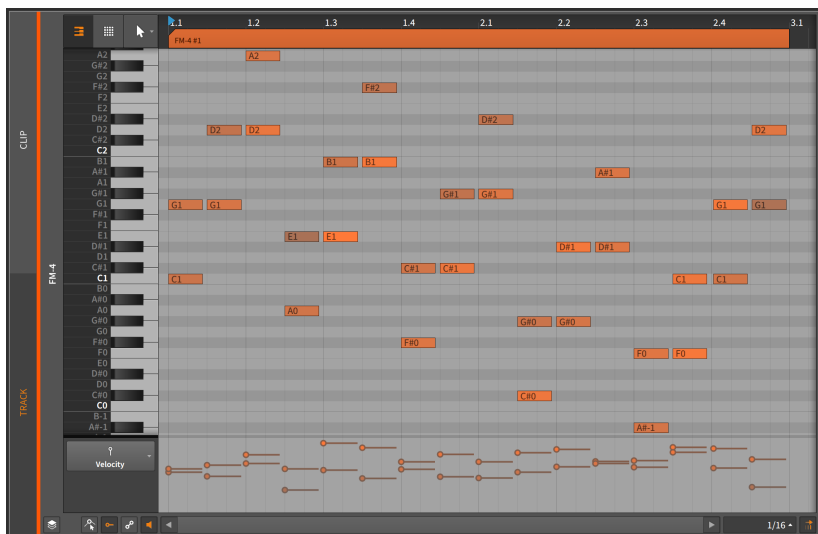 1.1 1.2 1.3 1.4 2.1 2.2 2.3 2.4 3.1
FM-4 #1
A2 A2
G#2
G2
F#2 F#2
F2
E2
D#2 D#2
D2 D2 D2 D2
C#2
C2
B1 B1 B1
A#1 A#1
A1
G#1 G#1 G#1
G1 G1 G1 G1 G1
F#1
F1
E1 E1 E1
D#1 D#1 D#1
D1
C#1 C#1 C#1
C1 C1 C1 C1
B0
A#0
A0 A0
G#0 G#0 G#0
G0
F#0 F#0
F0 F0 F0
E0
D#0
D0
C#0 C#0
C0
B-1
A#-1 A#-1
CLIP
TRACK
FM-4
Velocity
1/16